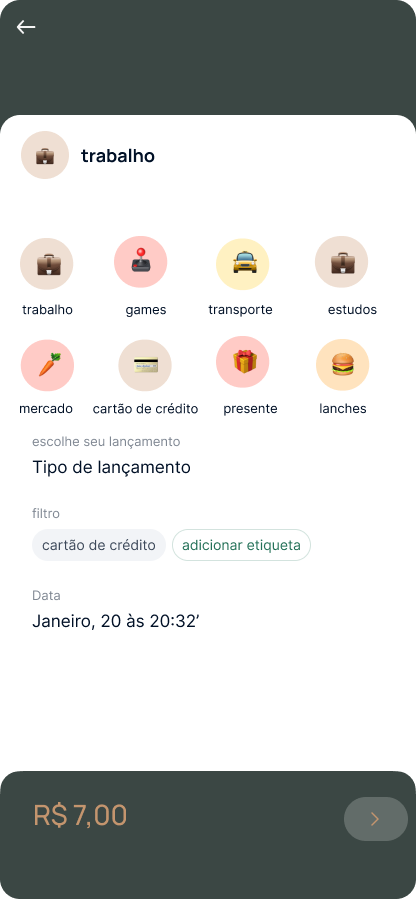 trabalho
trabalho games transporte estudos
mercado cartão de crédito presente lanches
escolhe seu lançamento
Tipo de lançamento
filtro
cartão de crédito adicionar etiqueta
Data
Janeiro, 20 às 20:32’
R$ 7,00